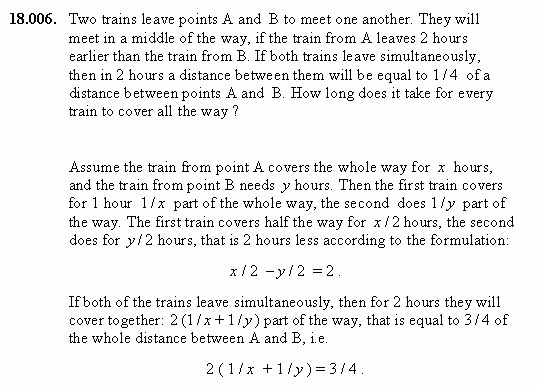 18.006. Two trains leave points A and B to meet one another. They will
meet in a middle of the way, if the train from A leaves 2 hours
earlier than the train from B. If both trains leave simultaneously,
then in 2 hours a distance between them will be equal to 1/4 of a
distance between points A and B. How long does it take for every
train to cover all the way ?
Assume the train from point A covers the whole way for x hours,
and the train from point B needs y hours. Then the first train covers
for 1 hour 1/x part of the whole way, the second does 1/y part of
the way. The first train covers half the way for x/2 hours, the second
does for y/2 hours, that is 2 hours less according to the formulation:
x/2 – y/2 = 2.
If both of the trains leave simultaneously, then for 2 hours they will
cover together: 2 (1/x + 1/y) part of the way, that is equal to 3/4 of
the whole distance between A and B, i.e.
2 (1/x + 1/y) = 3/4.